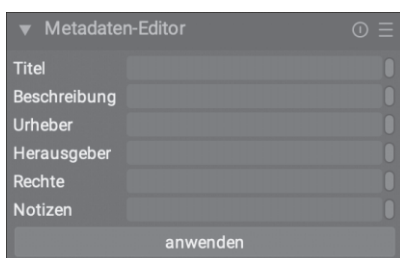 Metadaten-Editor
Titel
Beschreibung
Urheber
Herausgeber
Rechte
Notizen
anwenden